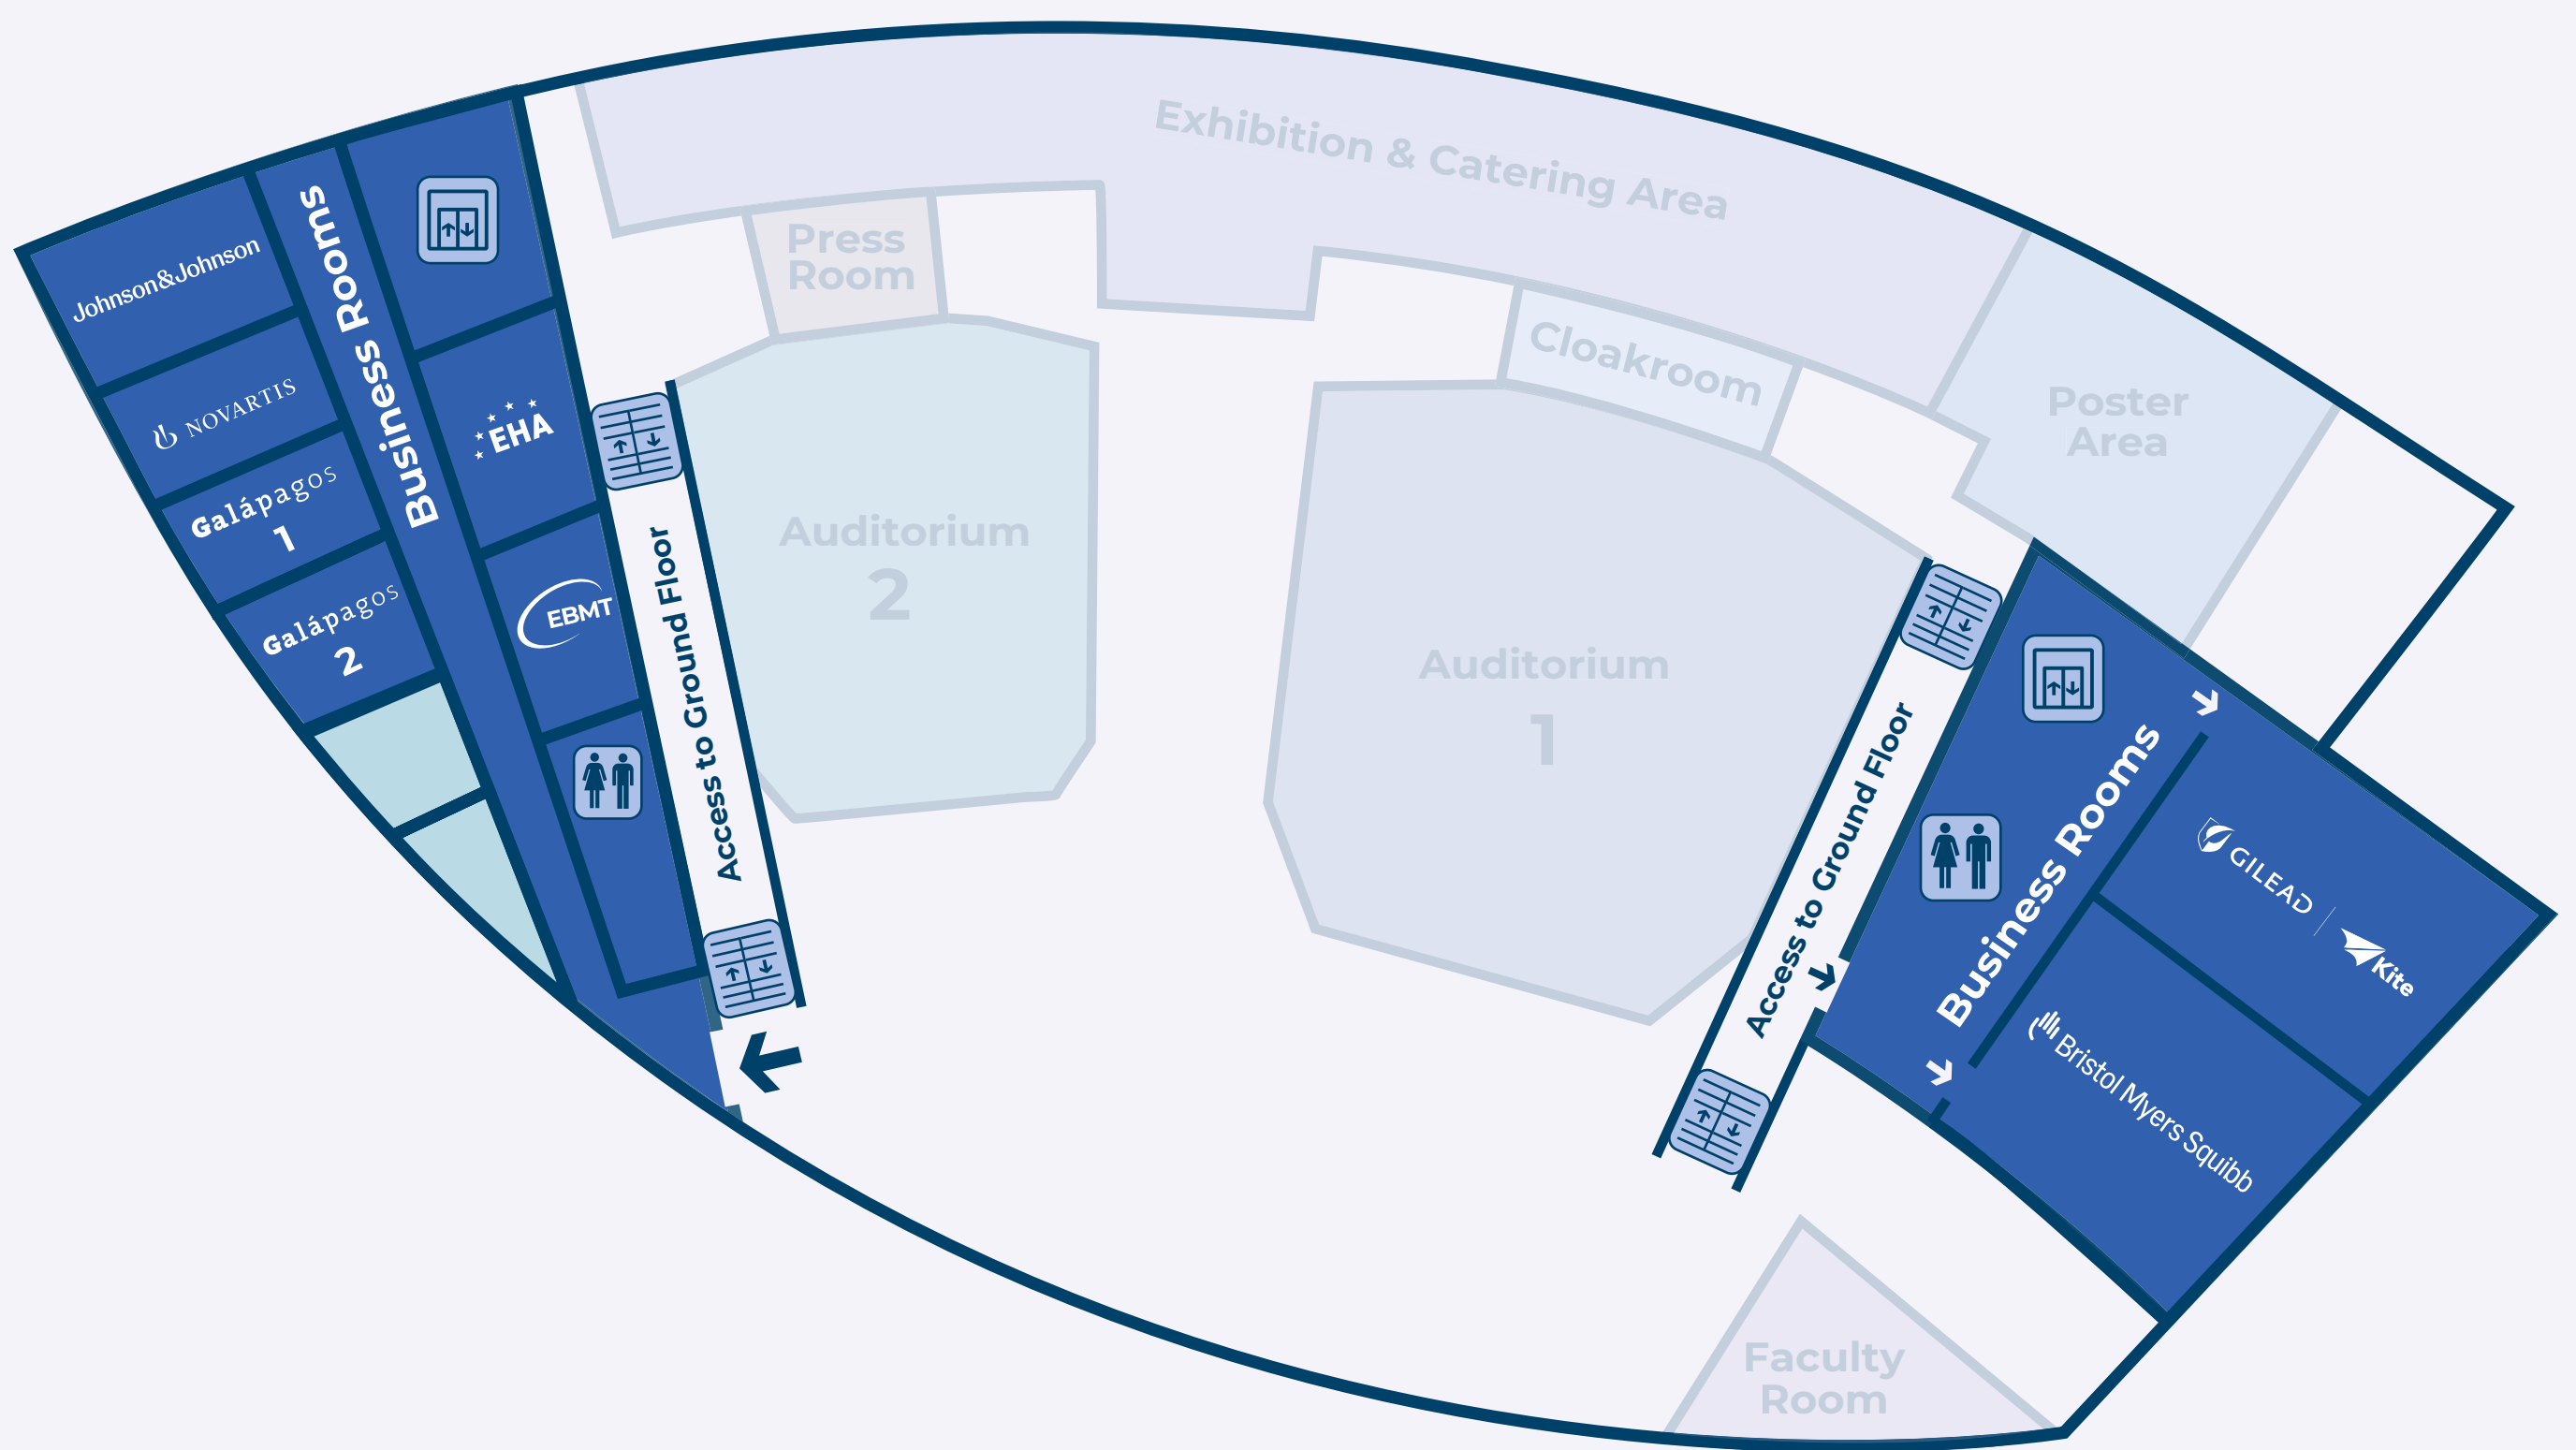 Exhibition & Catering Area
Press
Room
Cloakroom
Poster
Area
Auditorium
2
Auditorium
1
Faculty
Room
Business Rooms
Johnson&Johnson
NOVARTIS
Galápagos
1
Galápagos
2
EHA
EBMT
Access to Ground Floor
Access to Ground Floor
Business Rooms
GILEAD
Kite
Bristol Myers Squibb